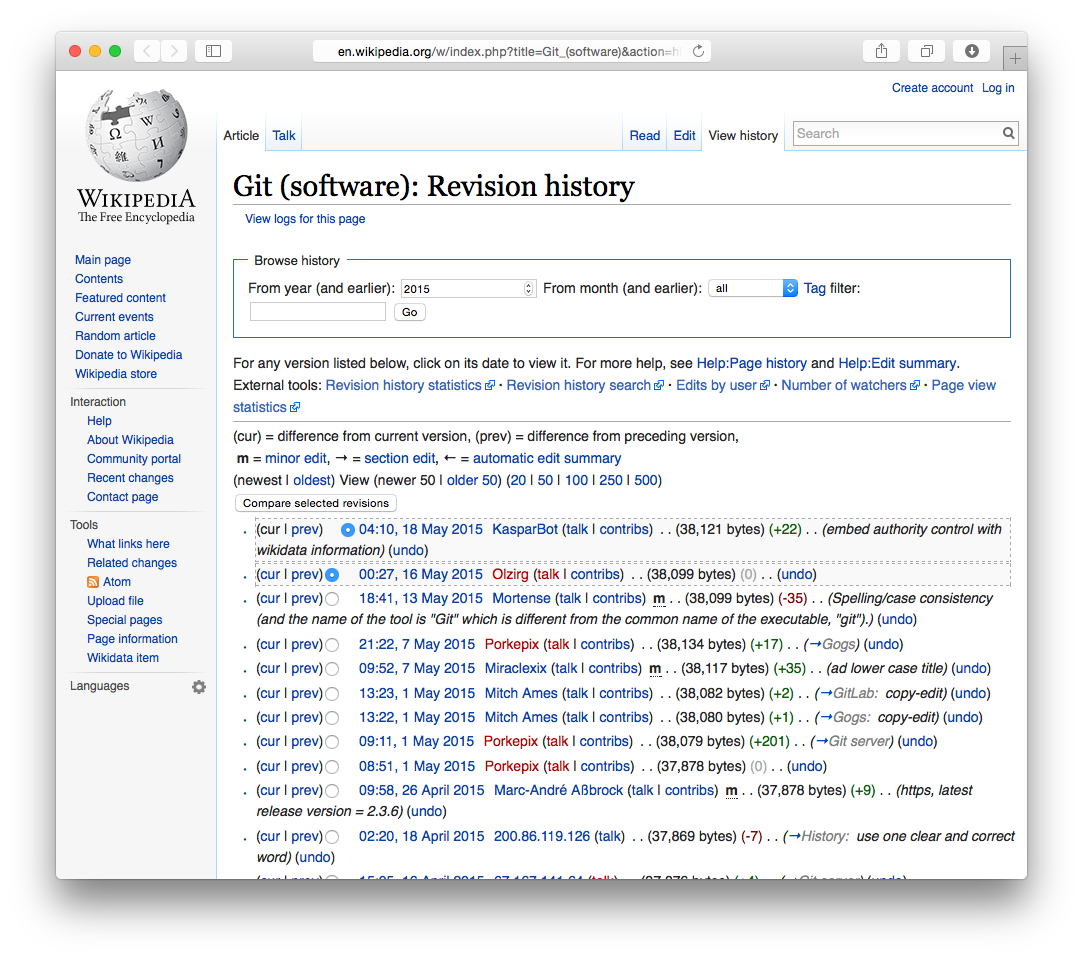 en.wikipedia.org/w/index.php?title=Git_(software)&action=h
Create account Log in
Article Talk Read Edit View history Search
WIKIPEDIA
The Free Encyclopedia
Main page
Contents
Featured content
Current events
Random article
Donate to Wikipedia
Wikipedia store
Interaction
Help
About Wikipedia
Community portal
Recent changes
Contact page
Tools
What links here
Related changes
Atom
Upload file
Special pages
Page information
Wikidata item
Languages
Git (software): Revision history
View logs for this page
Browse history
From year (and earlier): 2015 From month (and earlier): all Tag filter:
Go
For any version listed below, click on its date to view it. For more help, see Help:Page history and Help:Edit summary.
External tools: Revision history statistics · Revision history search · Edits by user · Number of watchers · Page view
statistics
(cur) = difference from current version, (prev) = difference from preceding version,
m = minor edit, → = section edit, ← = automatic edit summary
(newest | oldest) View (newer 50 | older 50) (20 | 50 | 100 | 250 | 500)
Compare selected revisions
(cur | prev) 04:10, 18 May 2015 KasparBot (talk | contribs) . . (38,121 bytes) (+22) . . (embed authority control with
wikidata information) (undo)
(cur | prev) 00:27, 16 May 2015 Olzirg (talk | contribs) . . (38,099 bytes) (0) . . (undo)
(cur | prev) 18:41, 13 May 2015 Mortense (talk | contribs) m . . (38,099 bytes) (-35) . . (Spelling/case consistency
(and the name of the tool is "Git" which is different from the common name of the executable, "git").) (undo)
(cur | prev) 21:22, 7 May 2015 Porkepix (talk | contribs) . . (38,134 bytes) (+17) . . (→Gogs) (undo)
(cur | prev) 09:52, 7 May 2015 Miraclexix (talk | contribs) m . . (38,117 bytes) (+35) . . (ad lower case title) (undo)
(cur | prev) 13:23, 1 May 2015 Mitch Ames (talk | contribs) . . (38,082 bytes) (+2) . . (→GitLab: copy-edit) (undo)
(cur | prev) 13:22, 1 May 2015 Mitch Ames (talk | contribs) . . (38,080 bytes) (+1) . . (→Gogs: copy-edit) (undo)
(cur | prev) 09:11, 1 May 2015 Porkepix (talk | contribs) . . (38,079 bytes) (+201) . . (→Git server) (undo)
(cur | prev) 08:51, 1 May 2015 Porkepix (talk | contribs) . . (37,878 bytes) (0) . . (undo)
(cur | prev) 09:58, 26 April 2015 Marc-André Aßbrock (talk | contribs) m . . (37,878 bytes) (+9) . . (https, latest
release version = 2.3.6) (undo)
(cur | prev) 02:20, 18 April 2015 200.86.119.126 (talk) . . (37,869 bytes) (-7) . . (→History: use one clear and correct
word) (undo)